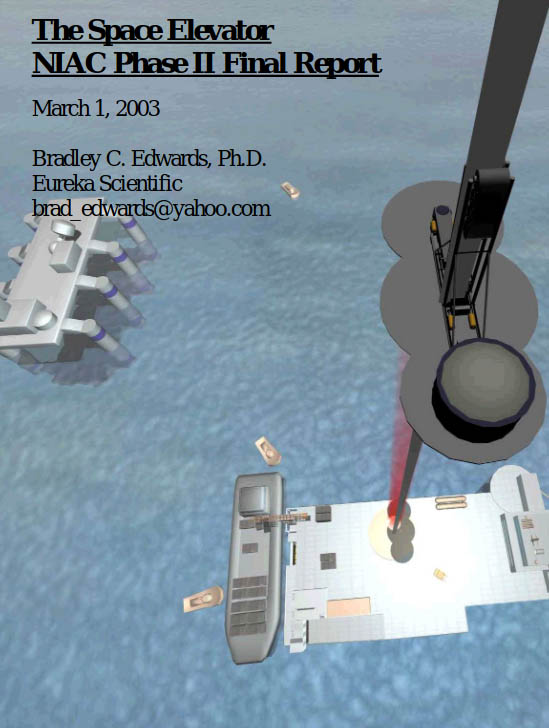 The Space Elevator
NIAC Phase II Final Report
March 1, 2003
Bradley C. Edwards, Ph.D.
Eureka Scientific
brad_edwards@yahoo.com